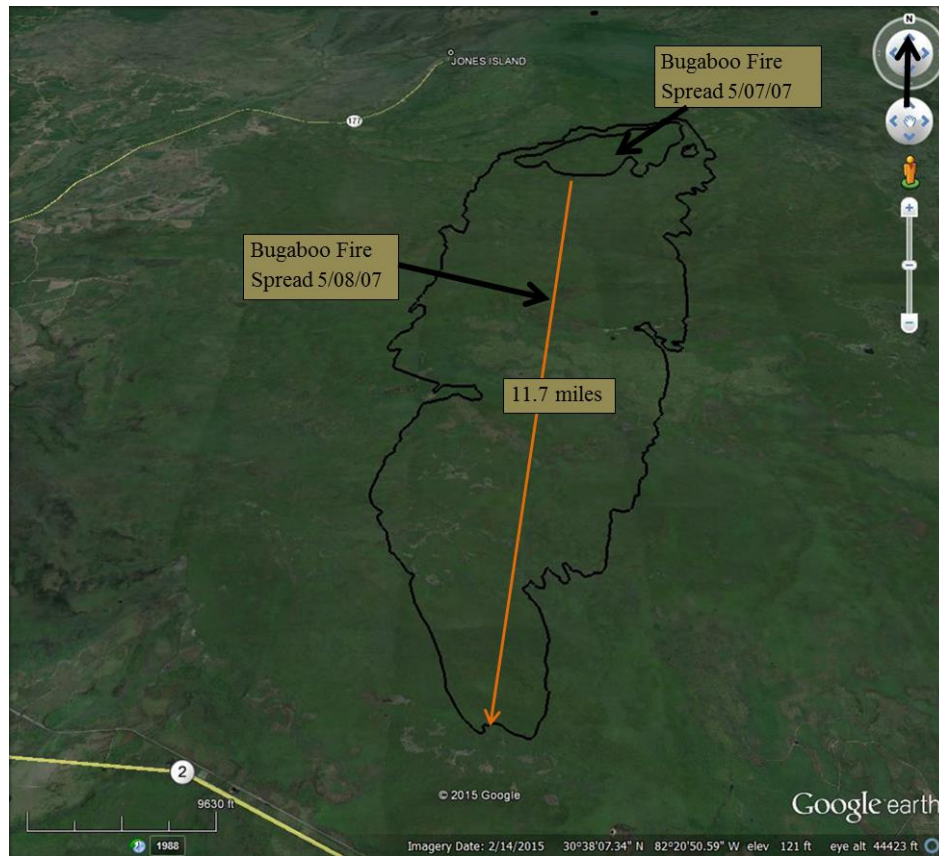 N
JONES ISLAND
177
Bugaboo Fire
Spread 5/07/07
Bugaboo Fire
Spread 5/08/07
11.7 miles
2
9630 ft
© 2015 Google
Google earth
1988
Imagery Date: 2/14/2015 30°38'07.34" N 82°20'50.59" W elev 121 ft eye alt 44423 ft